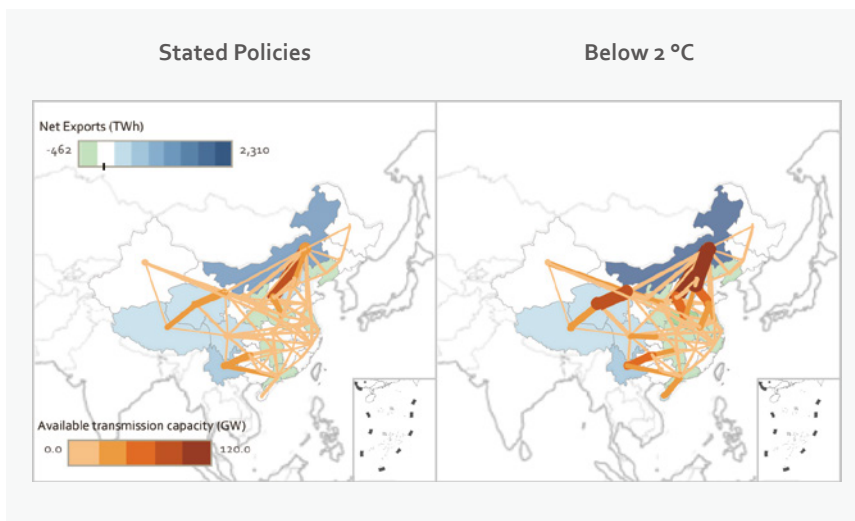 Stated Policies
Below 2 °C
Net Exports (TWh)
-462
2,310
Available transmission capacity (GW)
0.0
120.0